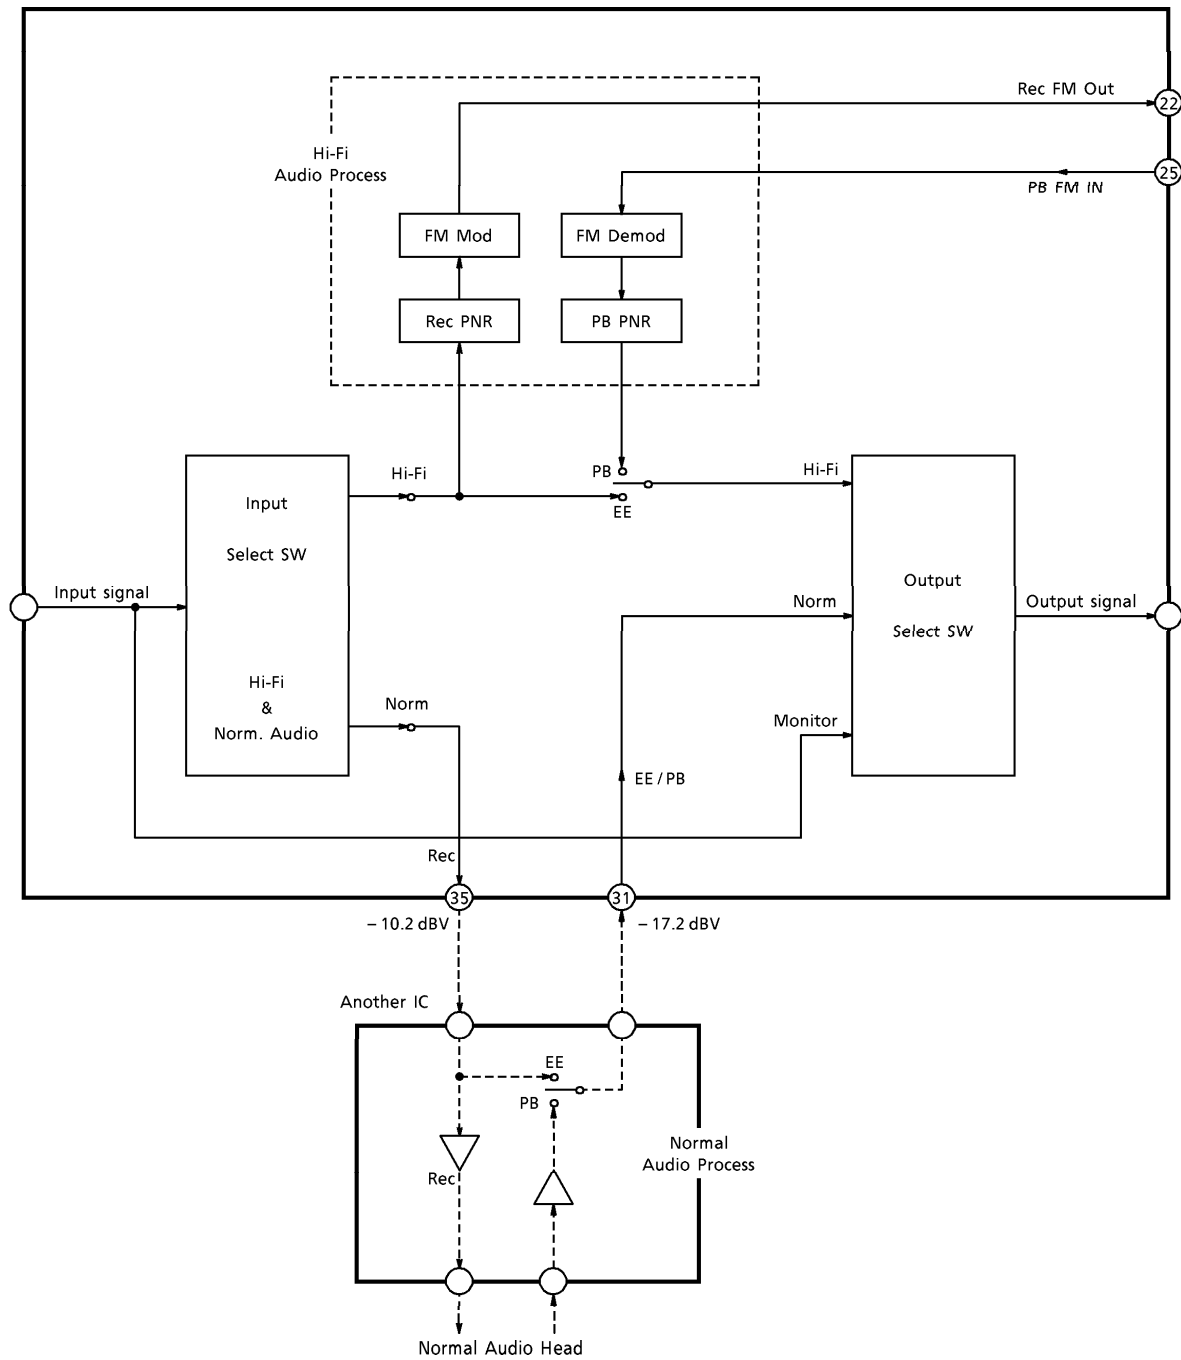 Rec FM Out
22
Hi-Fi
Audio Process
25
PB FM IN
FM Mod
FM Demod
Rec PNR
PB PNR
Hi-Fi
PB
EE
Hi-Fi
Input
Select SW
Input signal
Output
Select SW
Norm
Output signal
Hi-Fi
&
Norm. Audio
Norm
Monitor
EE / PB
Rec
35
31
– 10.2 dBV
– 17.2 dBV
Another IC
EE
PB
Normal
Audio Process
Rec
Normal Audio Head